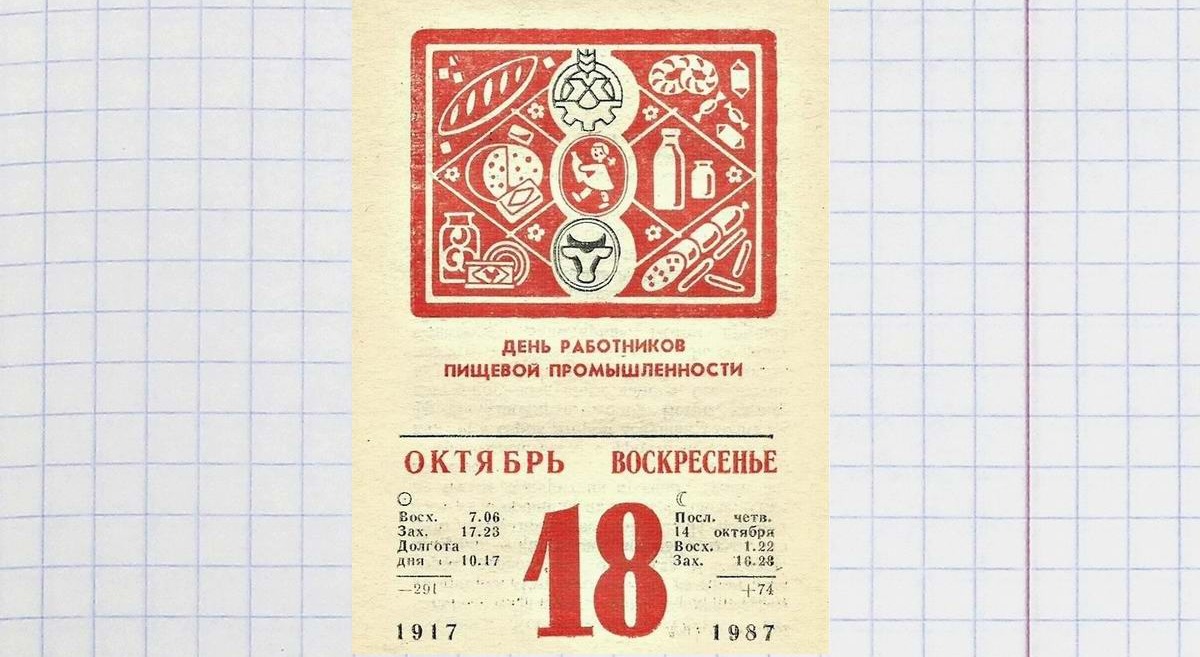 ДЕНЬ РАБОТНИКОВ
ПИЩЕВОЙ ПРОМЫШЛЕННОСТИ
ОКТЯБРЬ ВОСКРЕСЕНЬЕ
Восх. 7.06
Зах. 17.23
Долгота
дня 10.17
—291
18
Посл. четв.
14 октября
Восх. 1.22
Зах. 16.28
+74
1917 1987